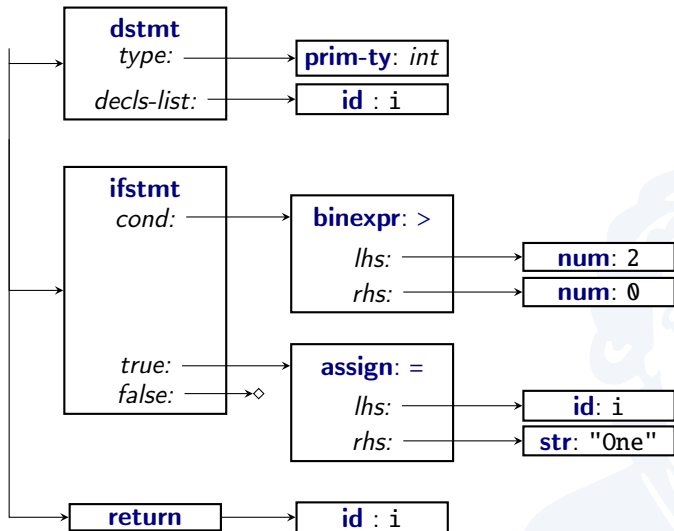 dstmt
type:
prim-ty: int
decls-list:
id : i
ifstmt
cond:
binexpr: >
lhs:
num: 2
rhs:
num: 0
true:
assign: =
false:
lhs:
id: i
rhs:
str: "One"
return
id : i